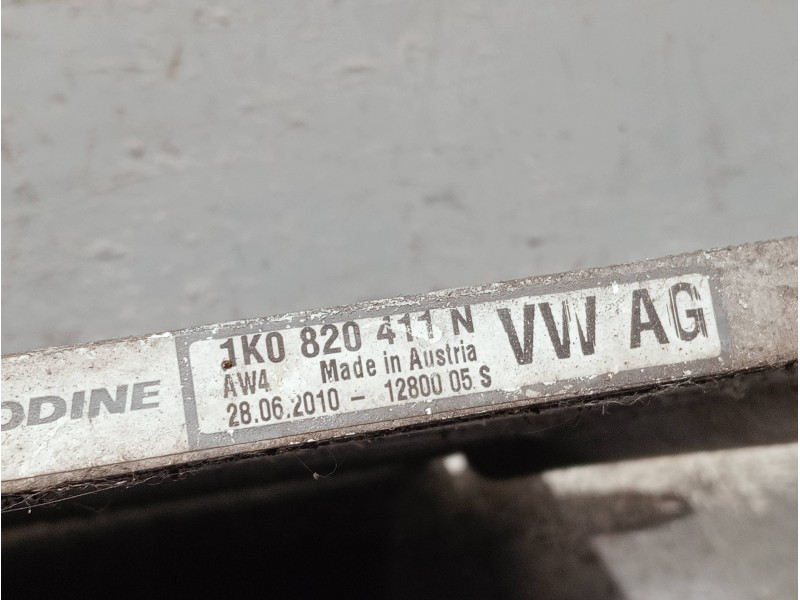 ODINE
1K0 820 411 N
AW4 Made in Austria
28.06.2010 - 12800 05 S
VW AG